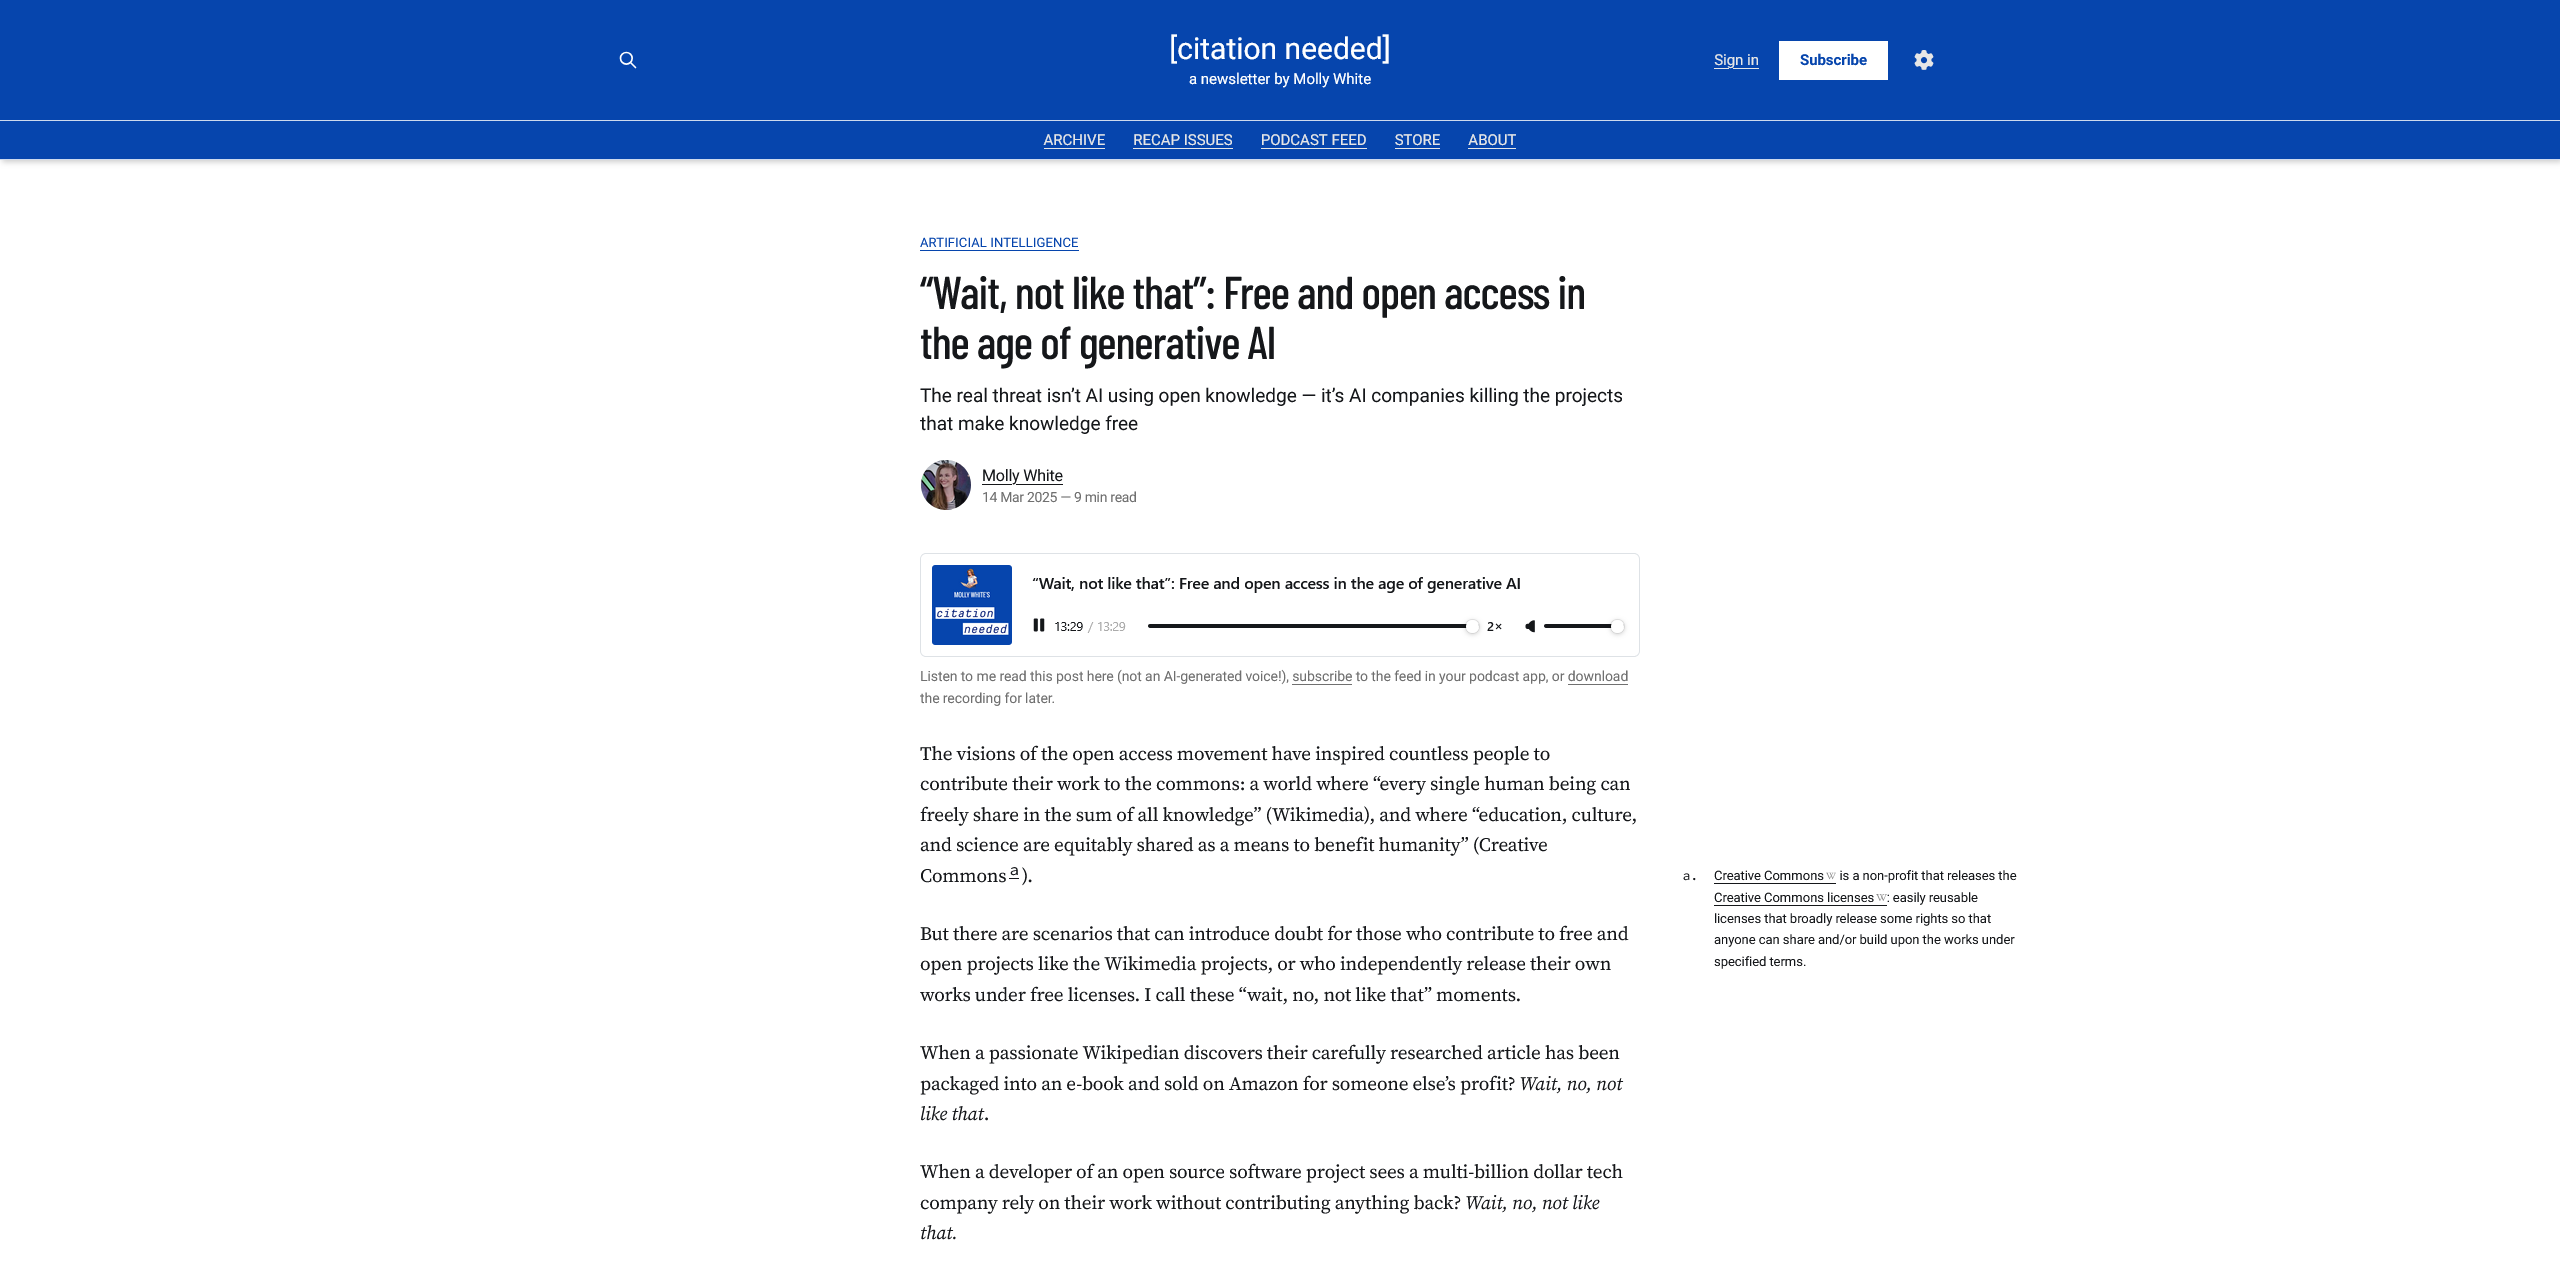 [citation needed]
a newsletter by Molly White
Sign in
Subscribe
ARCHIVE
RECAP ISSUES
PODCAST FEED
STORE
ABOUT
ARTIFICIAL INTELLIGENCE
“Wait, not like that”: Free and open access in
the age of generative AI
The real threat isn’t AI using open knowledge — it’s AI companies killing the projects
that make knowledge free
Molly White
14 Mar 2025 — 9 min read
MOLLY WHITE'S
citation
needed
“Wait, not like that”: Free and open access in the age of generative AI
13:29 / 13:29
2×
Listen to me read this post here (not an AI-generated voice!), subscribe to the feed in your podcast app, or download
the recording for later.
The visions of the open access movement have inspired countless people to
contribute their work to the commons: a world where “every single human being can
freely share in the sum of all knowledge” (Wikimedia), and where “education, culture,
and science are equitably shared as a means to benefit humanity” (Creative
Commons a).
a. Creative Commons W is a non-profit that releases the
Creative Commons licenses W: easily reusable
licenses that broadly release some rights so that
anyone can share and/or build upon the works under
specified terms.
But there are scenarios that can introduce doubt for those who contribute to free and
open projects like the Wikimedia projects, or who independently release their own
works under free licenses. I call these “wait, no, not like that” moments.
When a passionate Wikipedian discovers their carefully researched article has been
packaged into an e-book and sold on Amazon for someone else’s profit? Wait, no, not
like that.
When a developer of an open source software project sees a multi-billion dollar tech
company rely on their work without contributing anything back? Wait, no, not like
that.